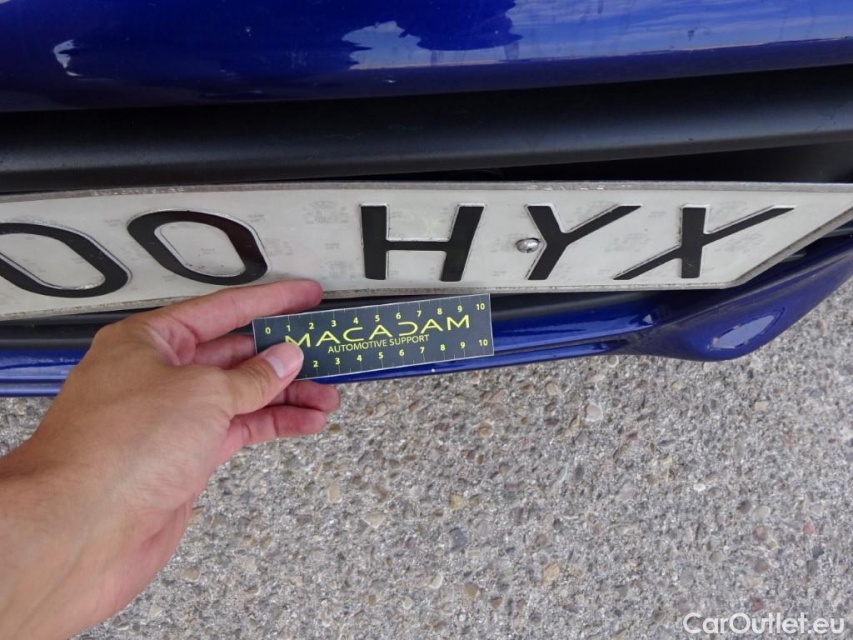 00 HYX
0 1 2 3 4 5 6 7 8 9 10
MACADAM
AUTOMOTIVE SUPPORT
2 3 4 5 6 7 8 9 10
CarOutlet.eu